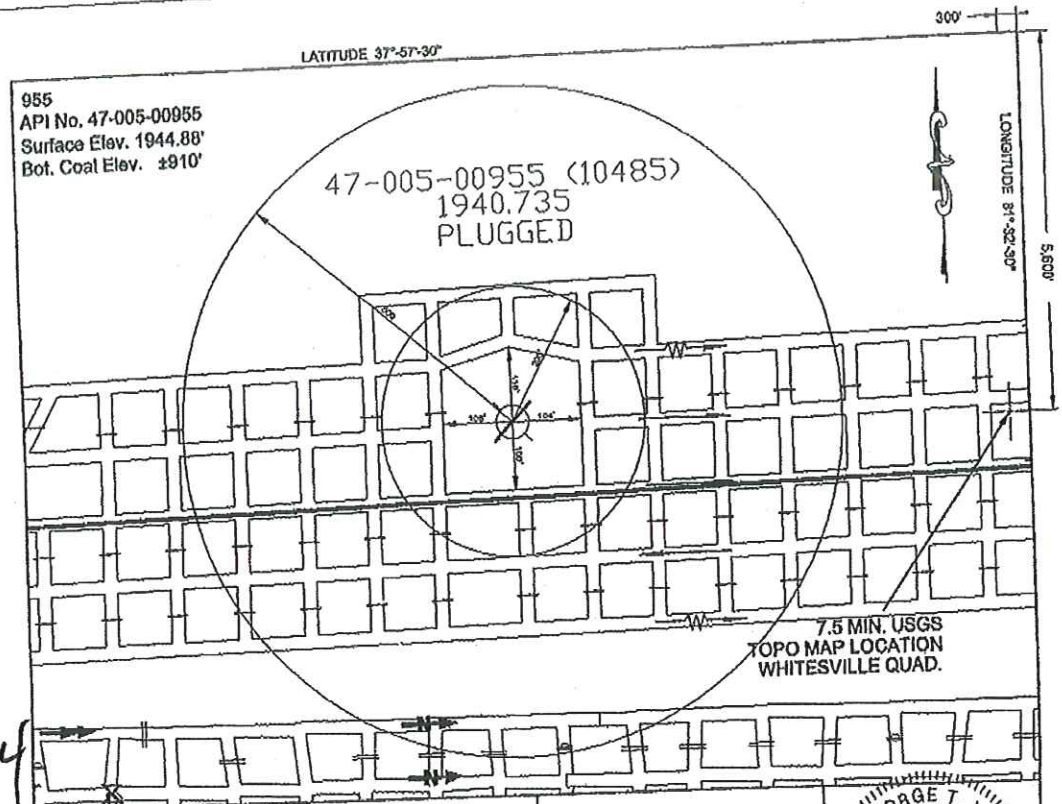 300'
LATITUDE 37°-57'-30"
955
API No. 47-005-00955
Surface Elev. 1944.88'
Bot. Coal Elev. ±910'
47-005-00955 (10485)
1940.735
PLUGGED
LONGITUDE 81°-32'-30"
5,600'
W
104'
100'
W
7.5 MIN. USGS
TOPO MAP LOCATION
WHITESVILLE QUAD.
N
N